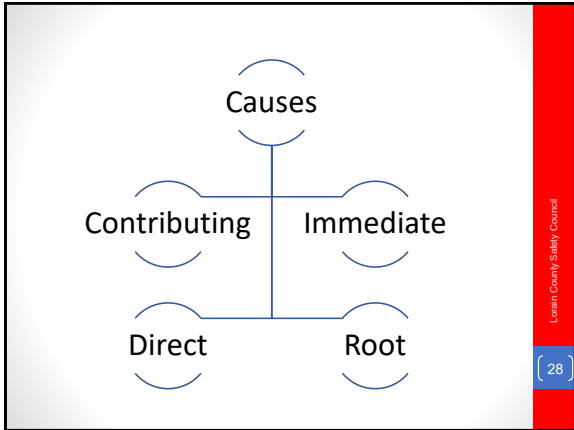 Causes
Contributing
Immediate
Direct
Root
Lorain County Safety Council
28